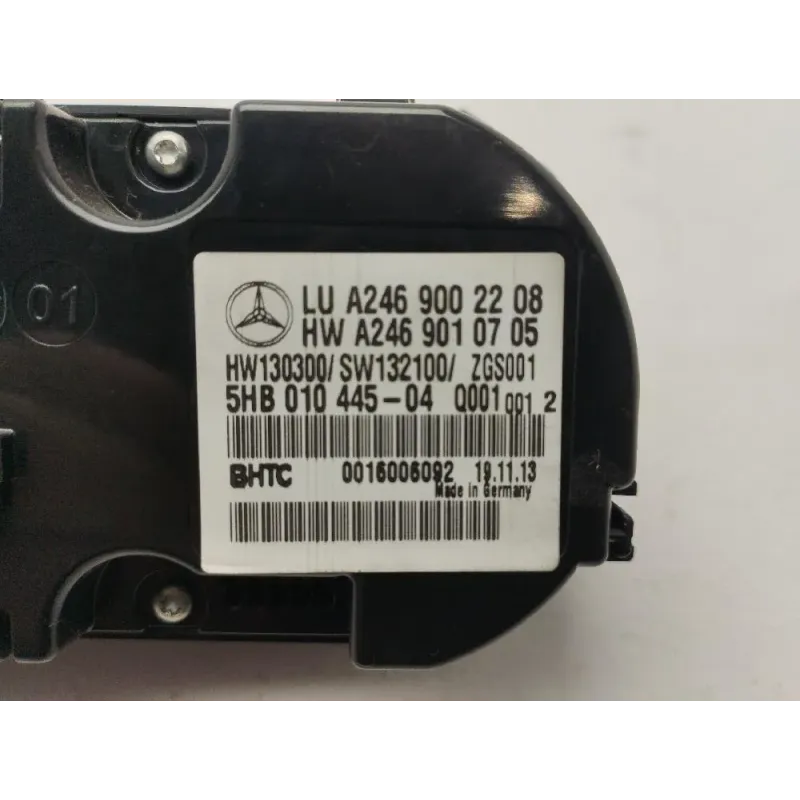 01
LU A246 900 22 08
HW A246 901 07 05
HW130300/ SW132100/ ZGS001
5HB 010 445-04 Q001 001 2
BHTC 0016006092 19.11.13
Made in Germany